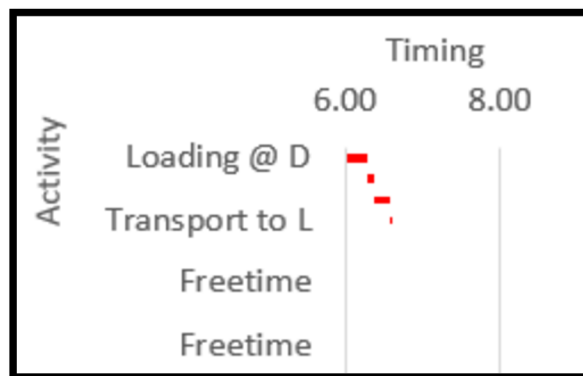 Timing
6.00 8.00
Activity
Loading @ D
Transport to L
Freetime
Freetime